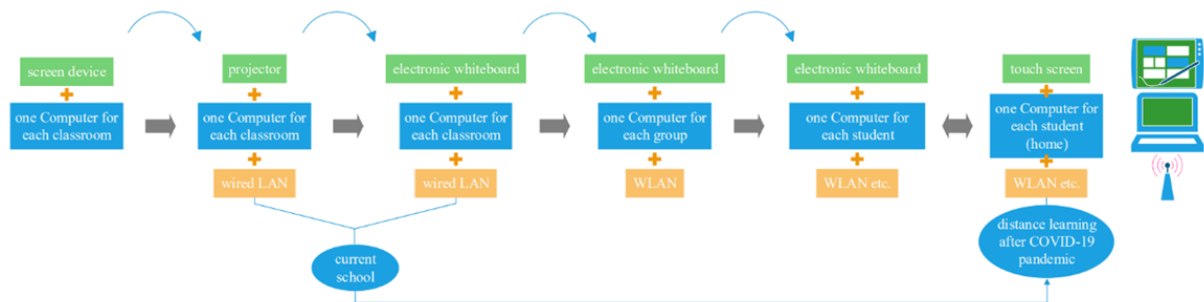 screen device
one Computer for
each classroom
projector
one Computer for
each classroom
wired LAN
electronic whiteboard
one Computer for
each classroom
wired LAN
electronic whiteboard
one Computer for
each group
WLAN
electronic whiteboard
one Computer for
each student
WLAN etc.
touch screen
one Computer for
each student
(home)
WLAN etc.
current
school
distance learning
after COVID-19
pandemic